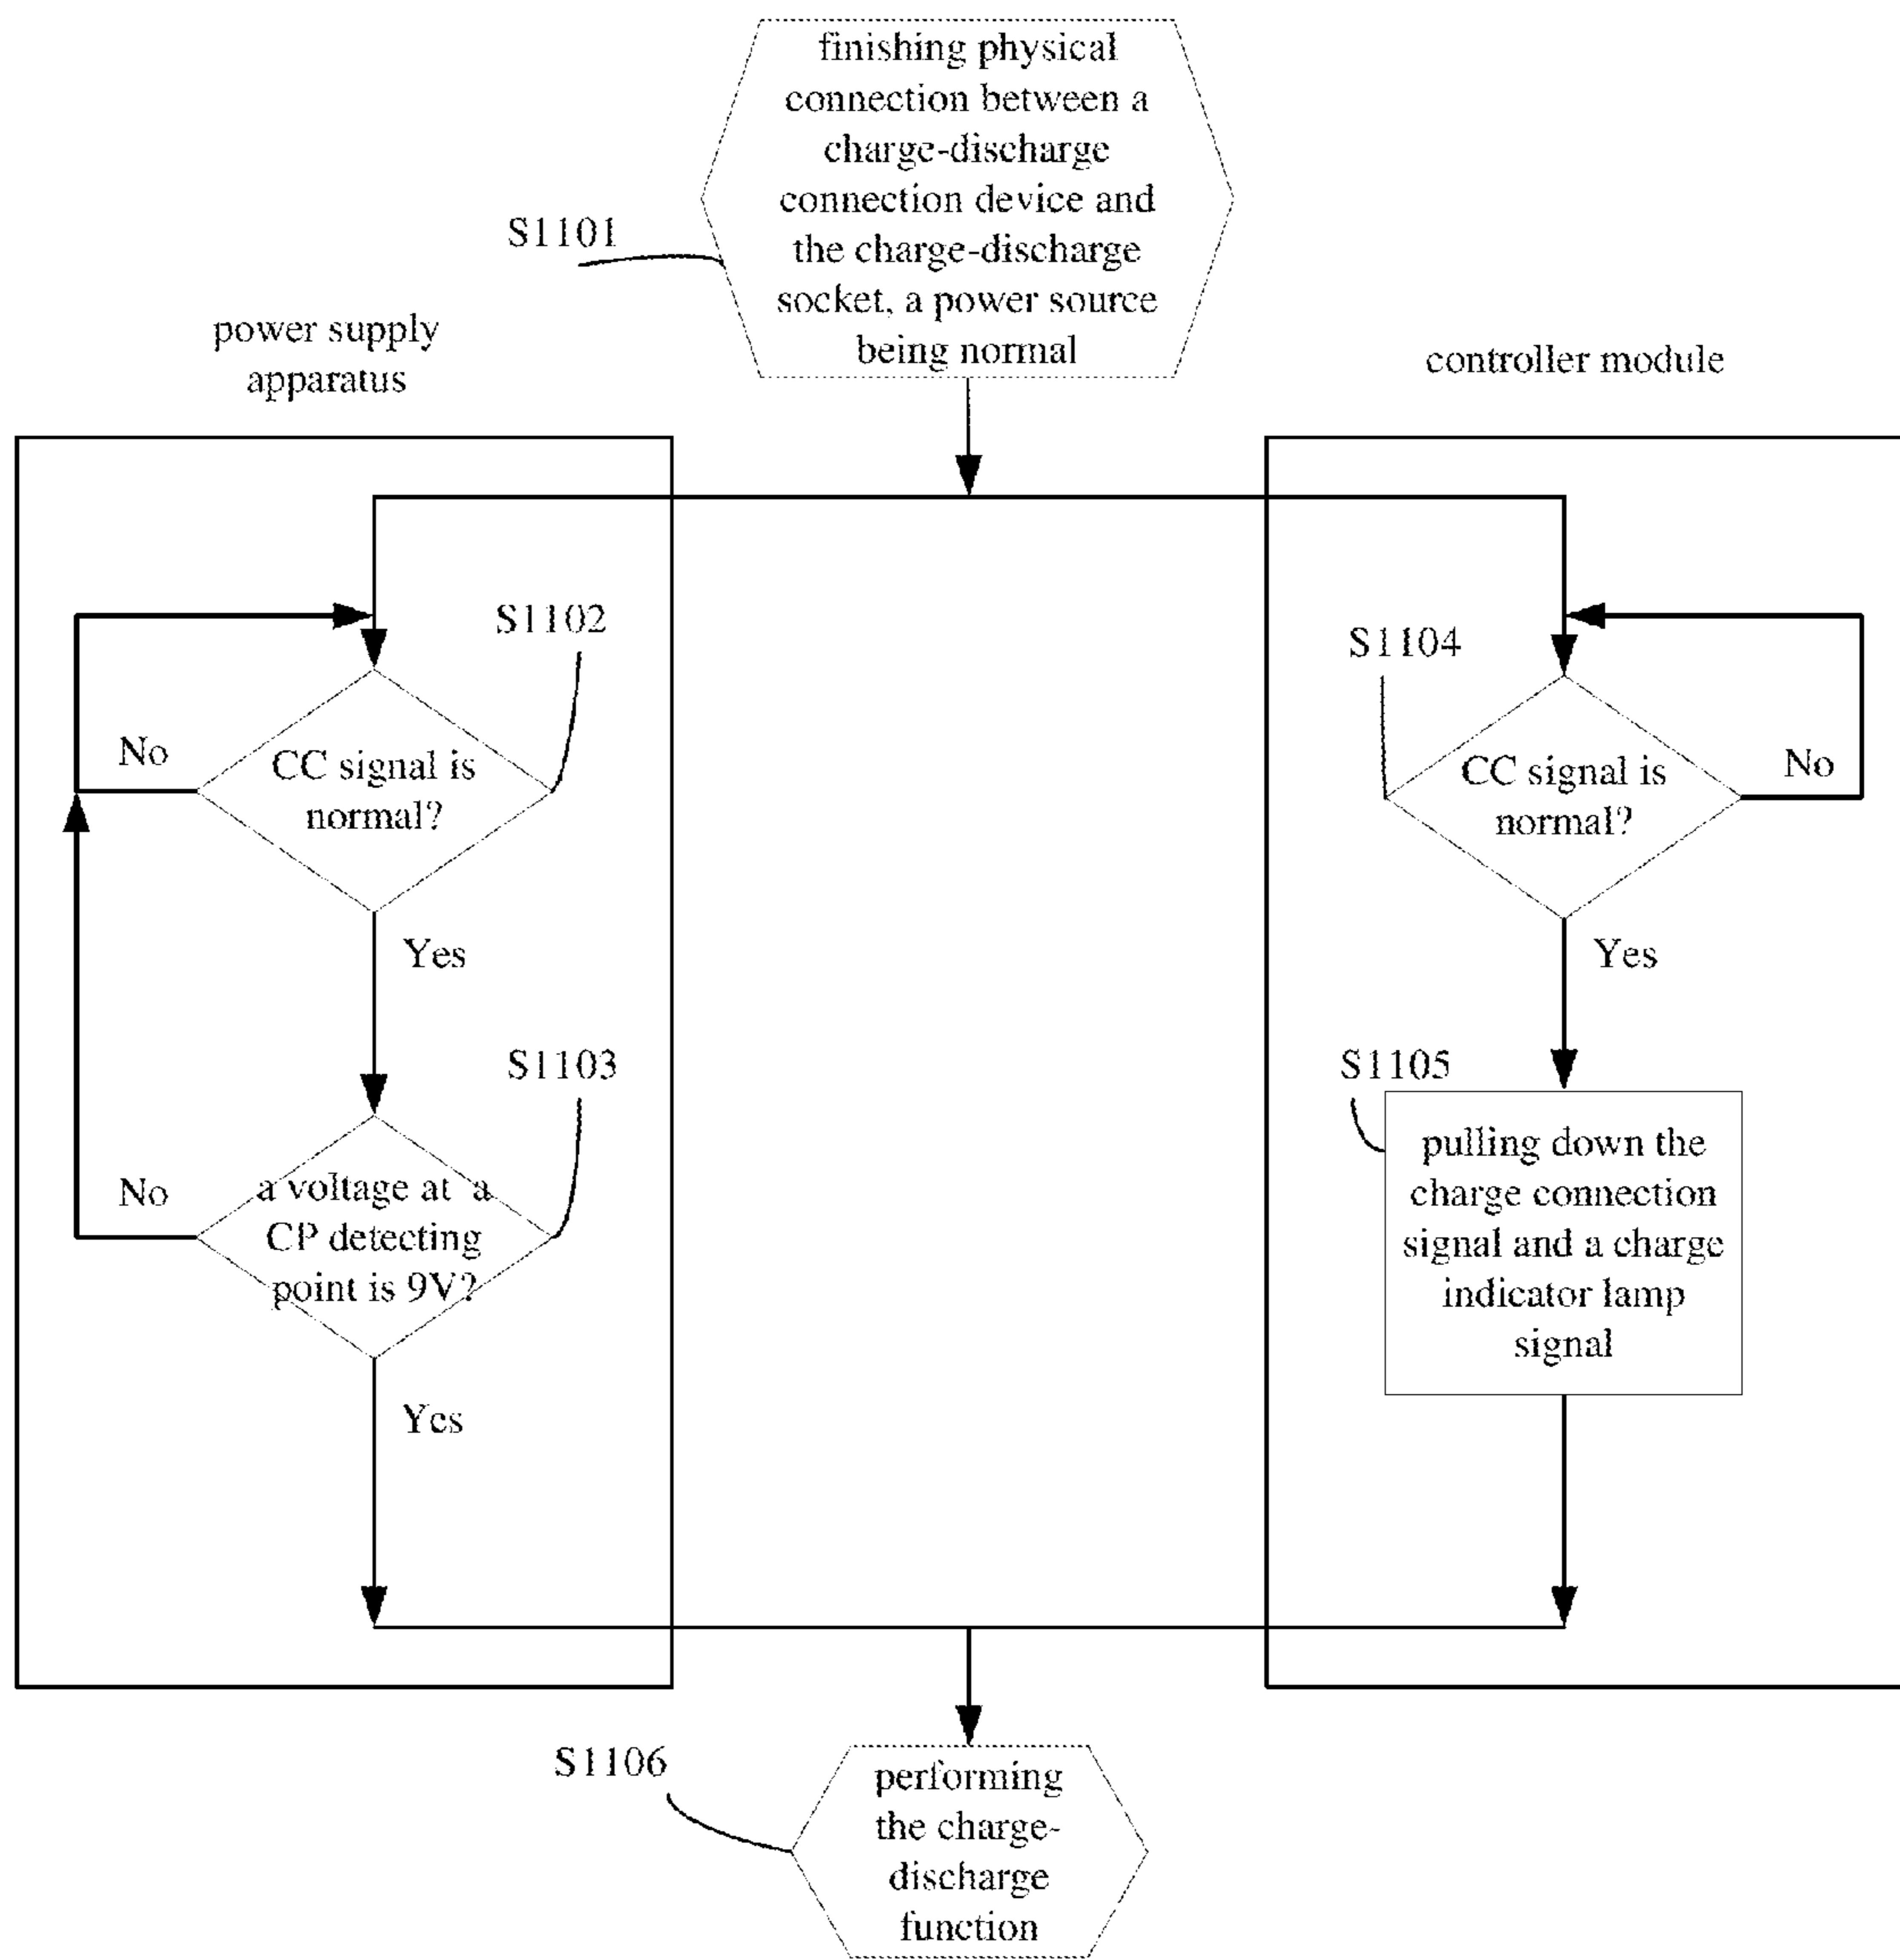 finishing physical
connection between a
charge-discharge
connection device and
the charge-discharge
socket, a power source
being normal
S1101
power supply
apparatus
controller module
S1102
CC signal is
normal?
No
Yes
S1103
a voltage at a
CP detecting
point is 9V?
No
Yes
S1104
CC signal is
normal?
No
Yes
S1105
pulling down the
charge connection
signal and a charge
indicator lamp
signal
S1106
performing
the charge-
discharge
function